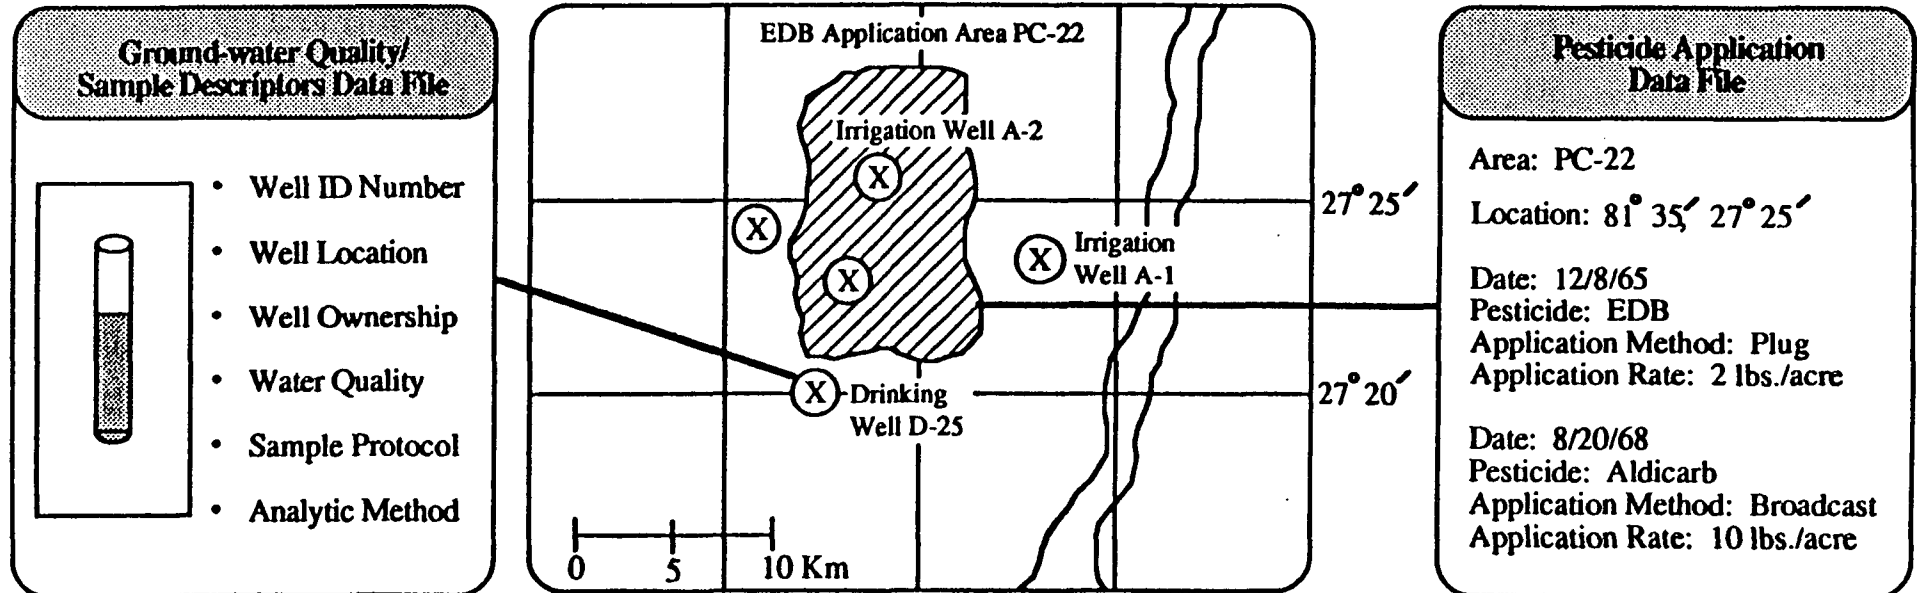 Ground-water Quality/
Sample Descriptors Data File
• Well ID Number
• Well Location
• Well Ownership
• Water Quality
• Sample Protocol
• Analytic Method
EDB Application Area PC-22
Irrigation Well A-2
X
X
X
X
Irrigation
Well A-1
X
Drinking
Well D-25
27° 25′
27° 20′
0 5 10 Km
Pesticide Application
Data File
Area: PC-22
Location: 81° 35′, 27° 25′
Date: 12/8/65
Pesticide: EDB
Application Method: Plug
Application Rate: 2 lbs./acre
Date: 8/20/68
Pesticide: Aldicarb
Application Method: Broadcast
Application Rate: 10 lbs./acre